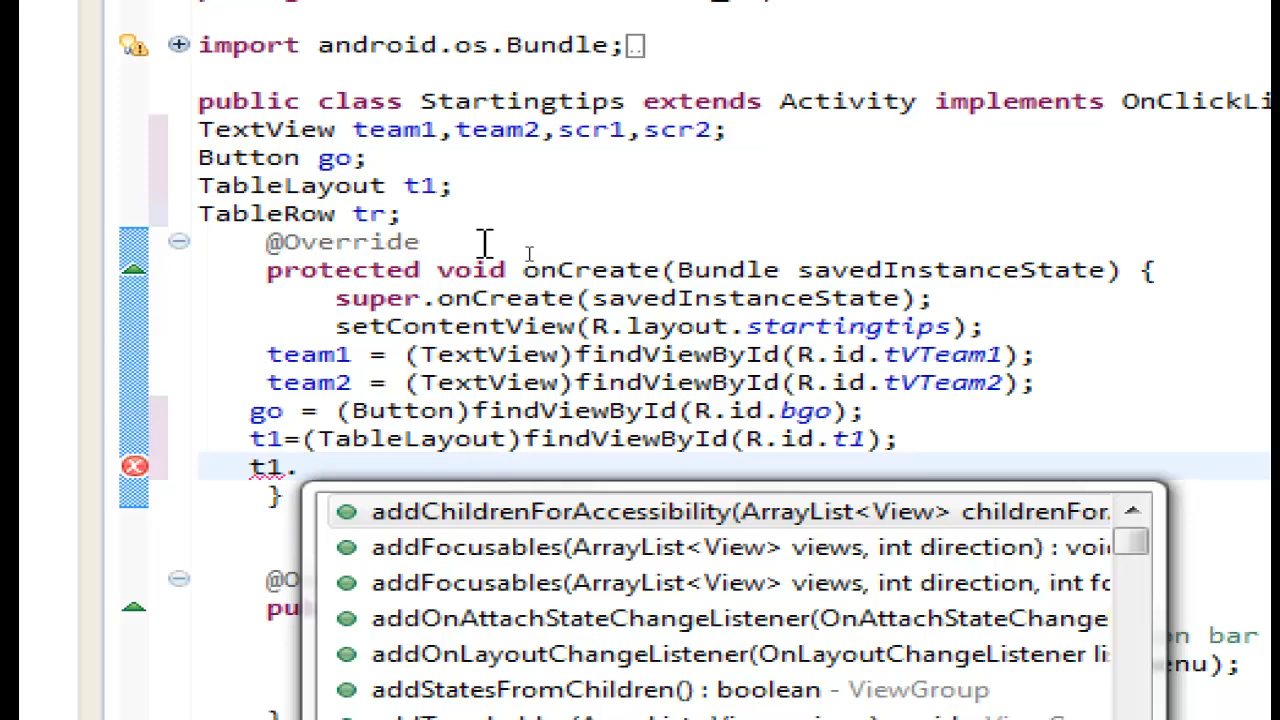 import android.os.Bundle;
public class Startingtips extends Activity implements OnClickLi
TextView team1,team2,scr1,scr2;
Button go;
TableLayout t1;
TableRow tr;
@Override
protected void onCreate(Bundle savedInstanceState) {
super.onCreate(savedInstanceState);
setContentView(R.layout.startingtips);
team1 = (TextView)findViewById(R.id.tVTeam1);
team2 = (TextView)findViewById(R.id.tVTeam2);
go = (Button)findViewById(R.id.bgo);
t1=(TableLayout)findViewById(R.id.t1);
t1.
}
addChildrenForAccessibility(ArrayList<View> childrenFor.
addFocusables(ArrayList<View> views, int direction) : voi
@O
addFocusables(ArrayList<View> views, int direction, int fo
pu
addOnAttachStateChangeListener(OnAttachStateChange
on bar
addOnLayoutChangeListener(OnLayoutChangeListener li
enu);
addStatesFromChildren() : boolean - ViewGroup